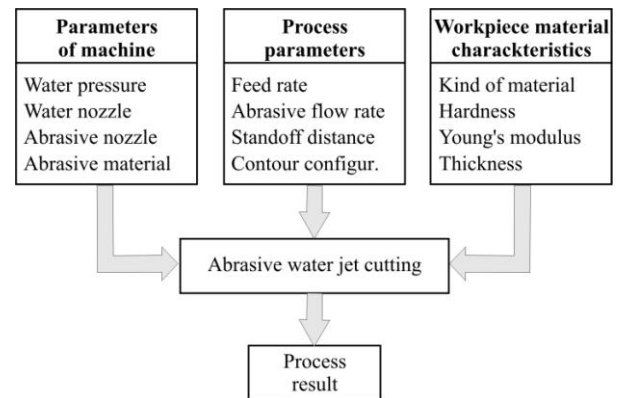 Parameters
of machine
Water pressure
Water nozzle
Abrasive nozzle
Abrasive material
Process
parameters
Feed rate
Abrasive flow rate
Standoff distance
Contour configur.
Workpiece material
charackteristics
Kind of material
Hardness
Young's modulus
Thickness
Abrasive water jet cutting
Process
result